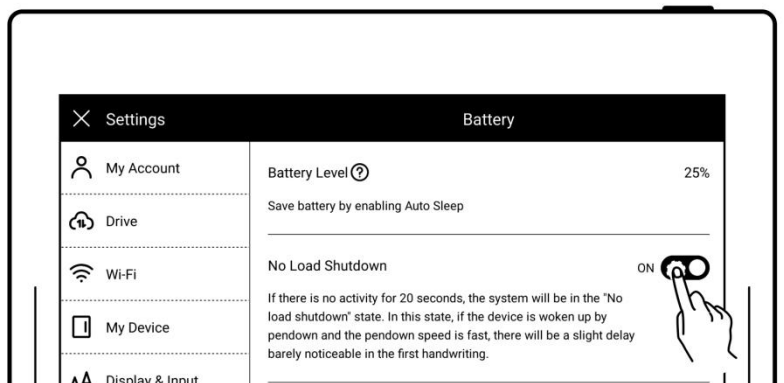 Settings
Battery
My Account
Drive
Wi-Fi
My Device
Display & Input
Battery Level
25%
Save battery by enabling Auto Sleep
No Load Shutdown
ON
If there is no activity for 20 seconds, the system will be in the "No
load shutdown" state. In this state, if the device is woken up by
pendown and the pendown speed is fast, there will be a slight delay
barely noticeable in the first handwriting.